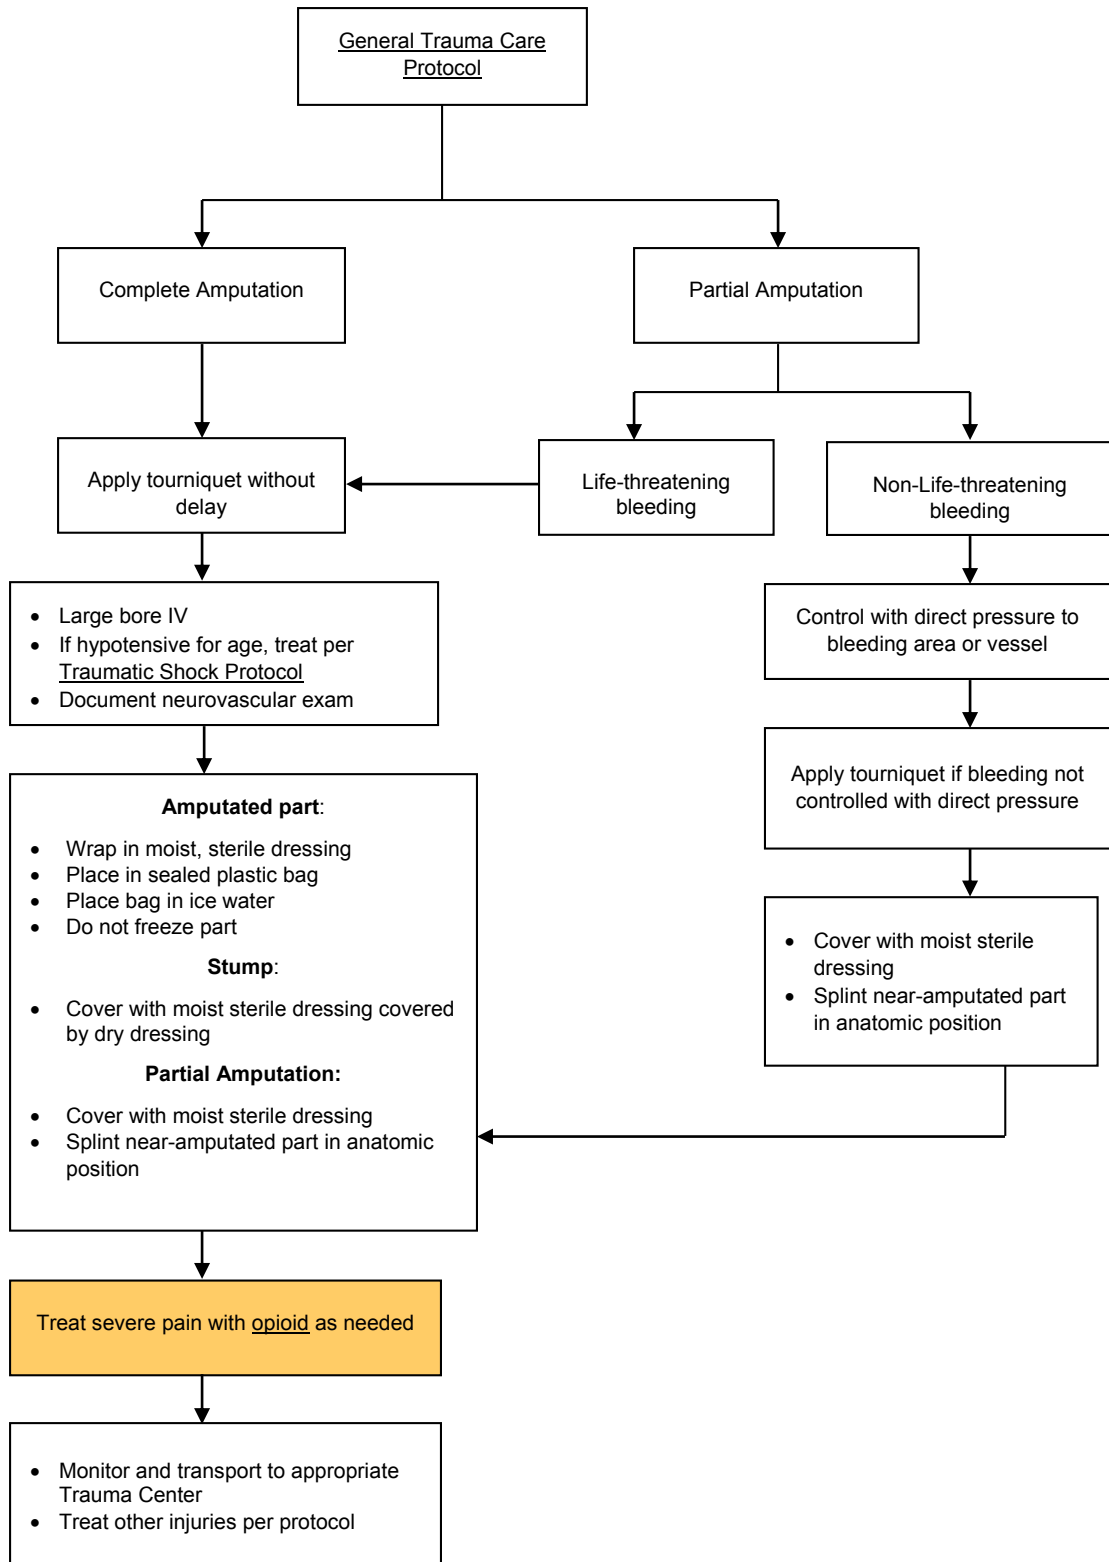 General Trauma Care
Protocol
Complete Amputation
Partial Amputation
Apply tourniquet without
delay
Life-threatening
bleeding
Non-Life-threatening
bleeding
• Large bore IV
• If hypotensive for age, treat per
Traumatic Shock Protocol
• Document neurovascular exam
Control with direct pressure to
bleeding area or vessel
Apply tourniquet if bleeding not
controlled with direct pressure
• Cover with moist sterile
dressing
• Splint near-amputated part
in anatomic position
Amputated part:
• Wrap in moist, sterile dressing
• Place in sealed plastic bag
• Place bag in ice water
• Do not freeze part
Stump:
• Cover with moist sterile dressing covered
by dry dressing
Partial Amputation:
• Cover with moist sterile dressing
• Splint near-amputated part in anatomic
position
Treat severe pain with opioid as needed
• Monitor and transport to appropriate
Trauma Center
• Treat other injuries per protocol